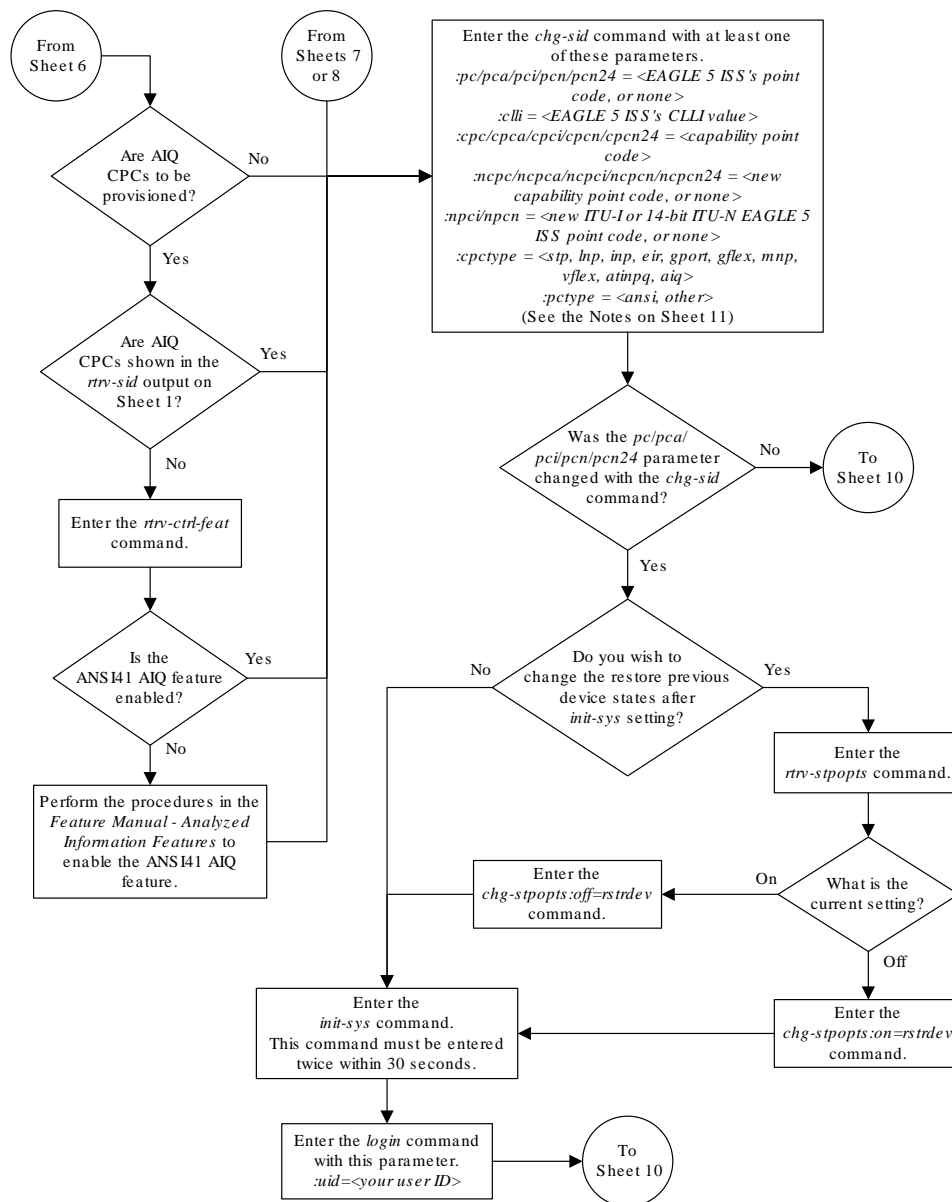 From
Sheet 6
From
Sheets 7
or 8
Are AIQ
CPCs to be
provisioned?
No
Yes
Are AIQ
CPCs shown in the
rtrv-sid output on
Sheet 1?
Yes
No
Enter the rtrv-ctrl-feat
command.
Is the
ANSI41 AIQ feature
enabled?
Yes
No
Perform the procedures in the
Feature Manual - Analyzed
Information Features to
enable the ANSI41 AIQ
feature.
Enter the chg-sid command with at least one
of these parameters.
:pc/pca/pci/pcn/pcn24 = <EAGLE 5 ISS's point
code, or none>
:clli = <EAGLE 5 ISS's CLLI value>
:cpc/cpca/cpci/cpcn/cpcn24 = <capability point
code>
:ncpc/ncpca/ncpci/ncpcn/ncpcn24 = <new
capability point code, or none>
:npci/npcn = <new ITU-I or 14-bit ITU-N EAGLE 5
ISS point code, or none>
:cpctype = <stp, lnp, inp, eir, gport, gflex, mnp,
vflex, atinpq, aiq>
:pctype = <ansi, other>
(See the Notes on Sheet 11)
Was the pc/pca/
pci/pcn/pcn24 parameter
changed with the chg-sid
command?
No
To
Sheet 10
Yes
Do you wish to
change the restore previous
device states after
init-sys setting?
No
Yes
Enter the
rtrv-stpopts command.
What is the
current setting?
On
Off
Enter the
chg-stpopts:off=rstrdev
command.
Enter the
chg-stpopts:on=rstrdev
command.
Enter the
init-sys command.
This command must be entered
twice within 30 seconds.
Enter the login command
with this parameter.
:uid=<your user ID>
To
Sheet 10